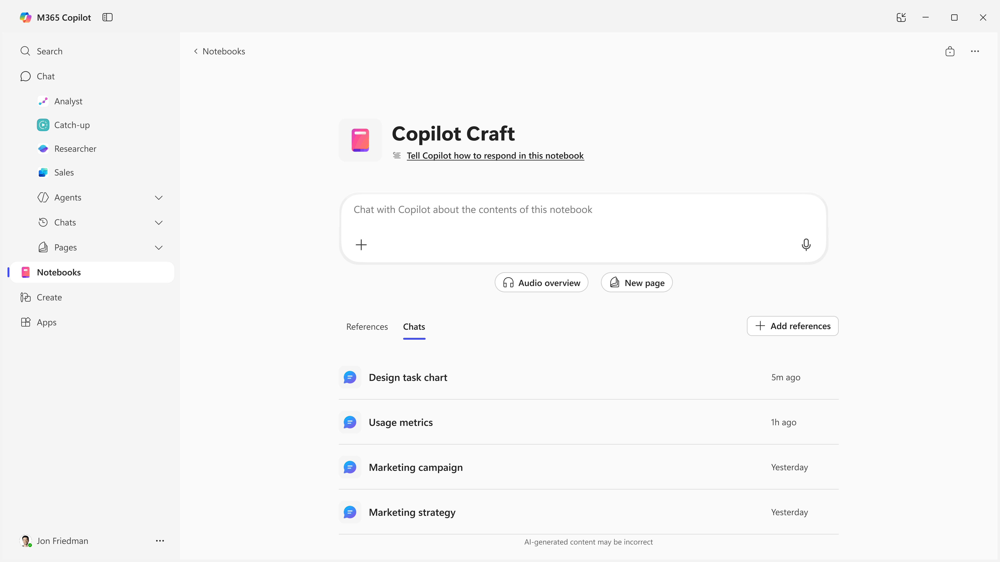 M365 Copilot
Search
Chat
Analyst
Catch-up
Researcher
Sales
Agents
Chats
Pages
Notebooks
Create
Apps
Jon Friedman
Notebooks
Copilot Craft
Tell Copilot how to respond in this notebook
Chat with Copilot about the contents of this notebook
Audio overview
New page
References
Chats
Add references
Design task chart
5m ago
Usage metrics
1h ago
Marketing campaign
Yesterday
Marketing strategy
Yesterday
AI-generated content may be incorrect